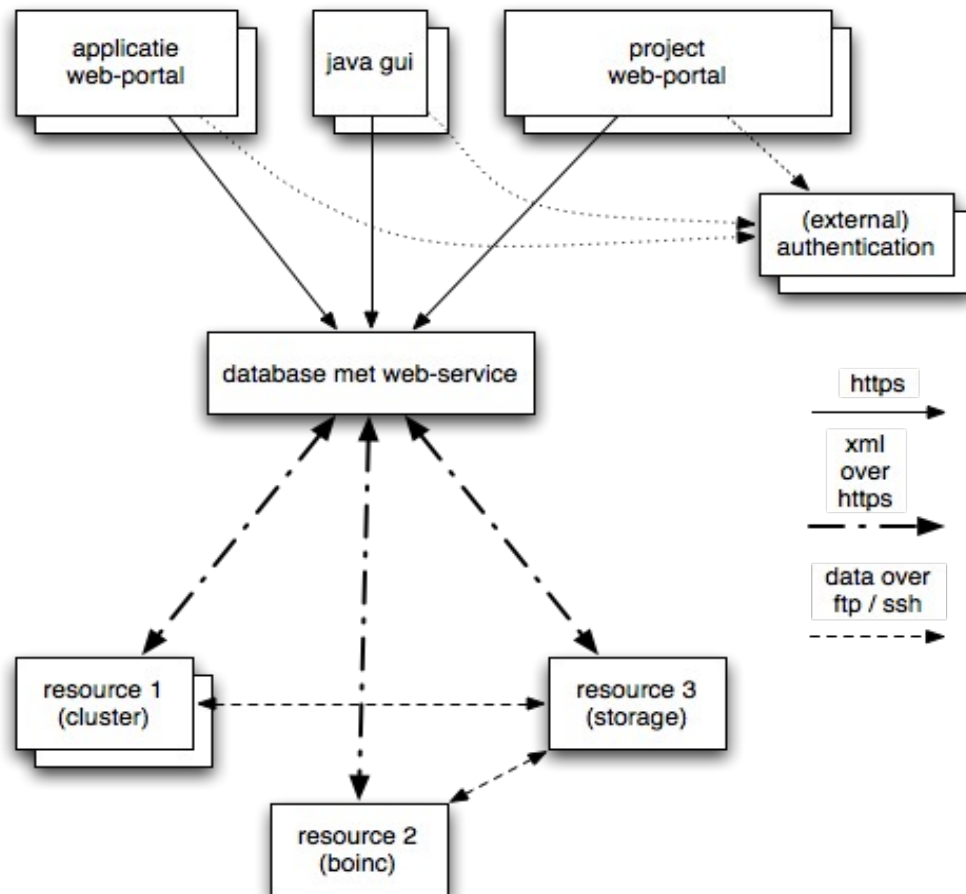 applicatie
web-portal
java gui
project
web-portal
(external)
authentication
database met web-service
https
xml
over
https
data over
ftp / ssh
resource 1
(cluster)
resource 3
(storage)
resource 2
(boinc)